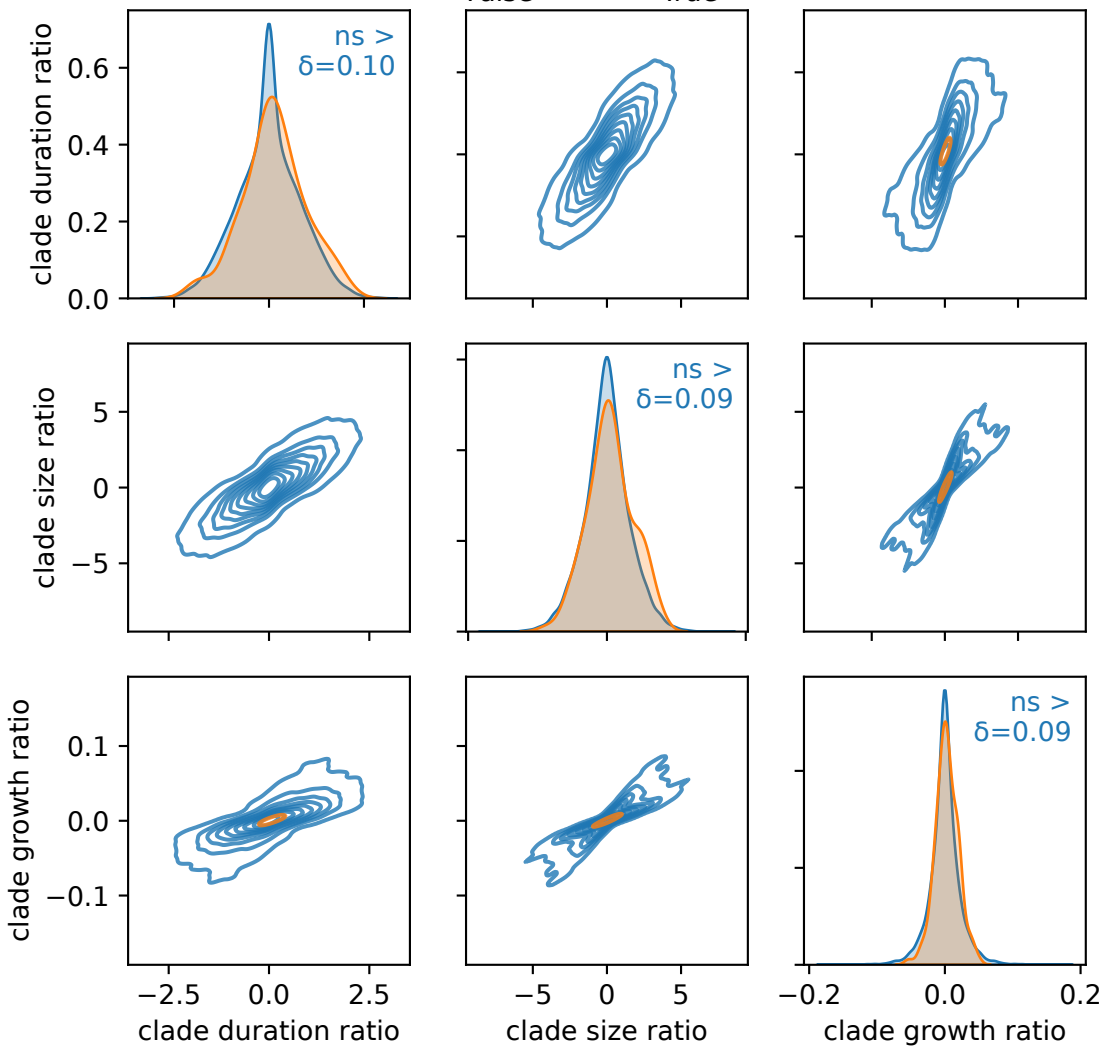 clade duration ratio
0.6
0.4
0.2
0.0
ns >
δ=0.10
−5
0
5
clade size ratio
5
0
−5
ns >
δ=0.09
clade growth ratio
0.1
0.0
−0.1
ns >
δ=0.09
−2.5
0.0
2.5
−5
0
5
−0.2
0.0
0.2
clade duration ratio
clade size ratio
clade growth ratio